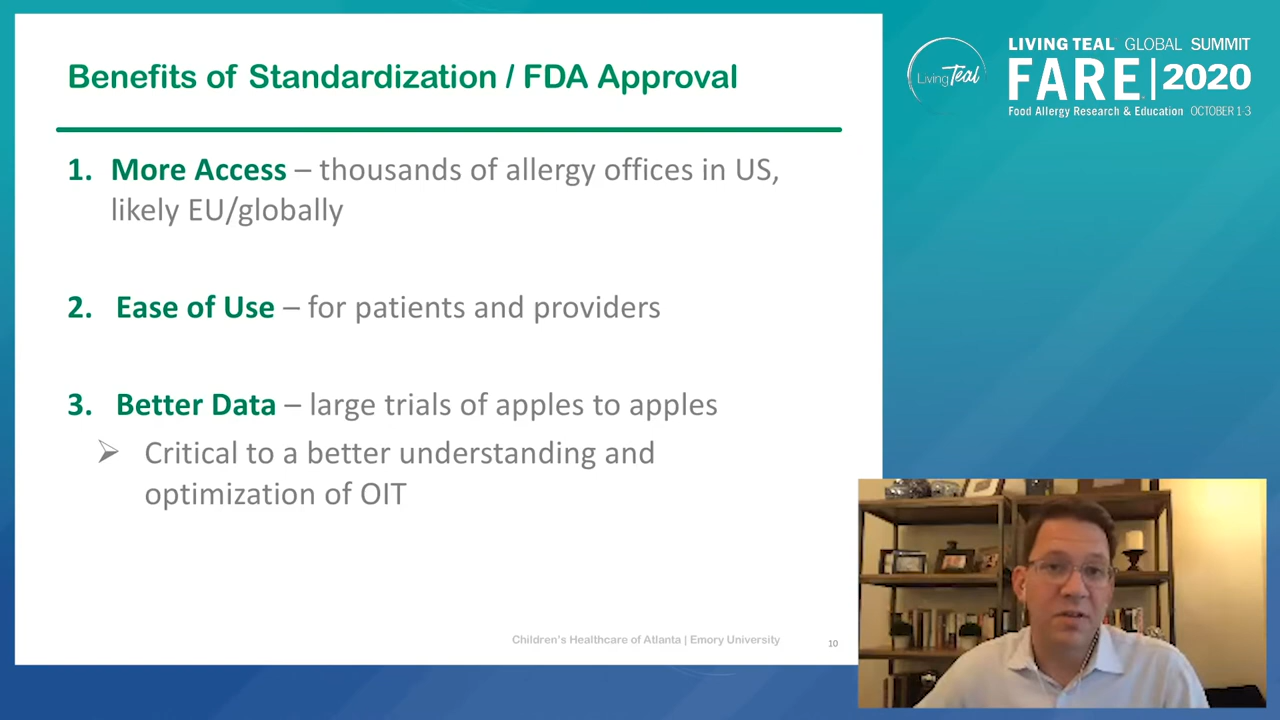 Benefits of Standardization / FDA Approval
1. More Access – thousands of allergy offices in US,
likely EU/globally
2. Ease of Use – for patients and providers
3. Better Data – large trials of apples to apples
➢ Critical to a better understanding and
optimization of OIT
Children's Healthcare of Atlanta | Emory University
10
Living Teal
LIVING TEAL GLOBAL SUMMIT
FARE | 2020
Food Allergy Research & Education OCTOBER 1-3